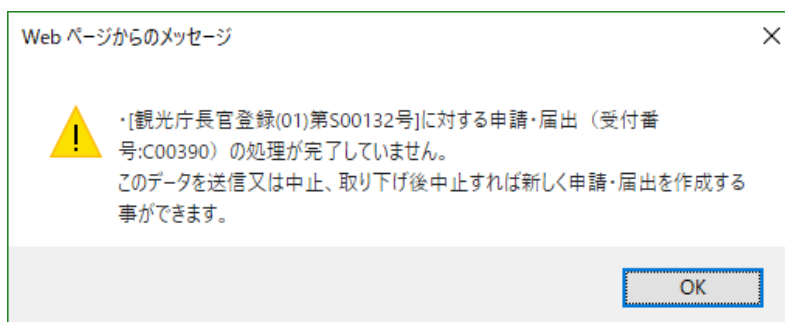 Web ページからのメッセージ
・[観光庁長官登録(01)第S00132号]に対する申請・届出（受付番
号:C00390）の処理が完了していません。
このデータを送信又は中止、取り下げ後中止すれば新しく申請・届出を作成する
事ができます。
OK